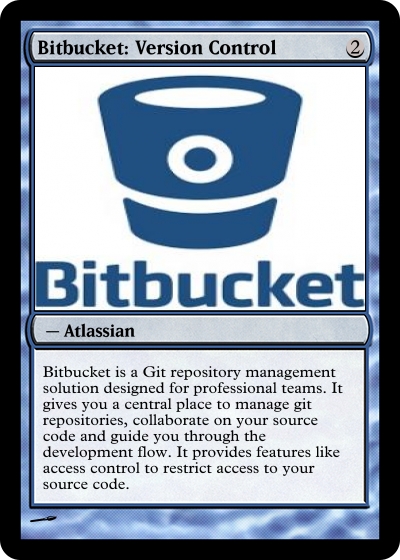 Bitbucket: Version Control 2
Bitbucket
— Atlassian
Bitbucket is a Git repository management
solution designed for professional teams. It
gives you a central place to manage git
repositories, collaborate on your source
code and guide you through the
development flow. It provides features like
access control to restrict access to your
source code.